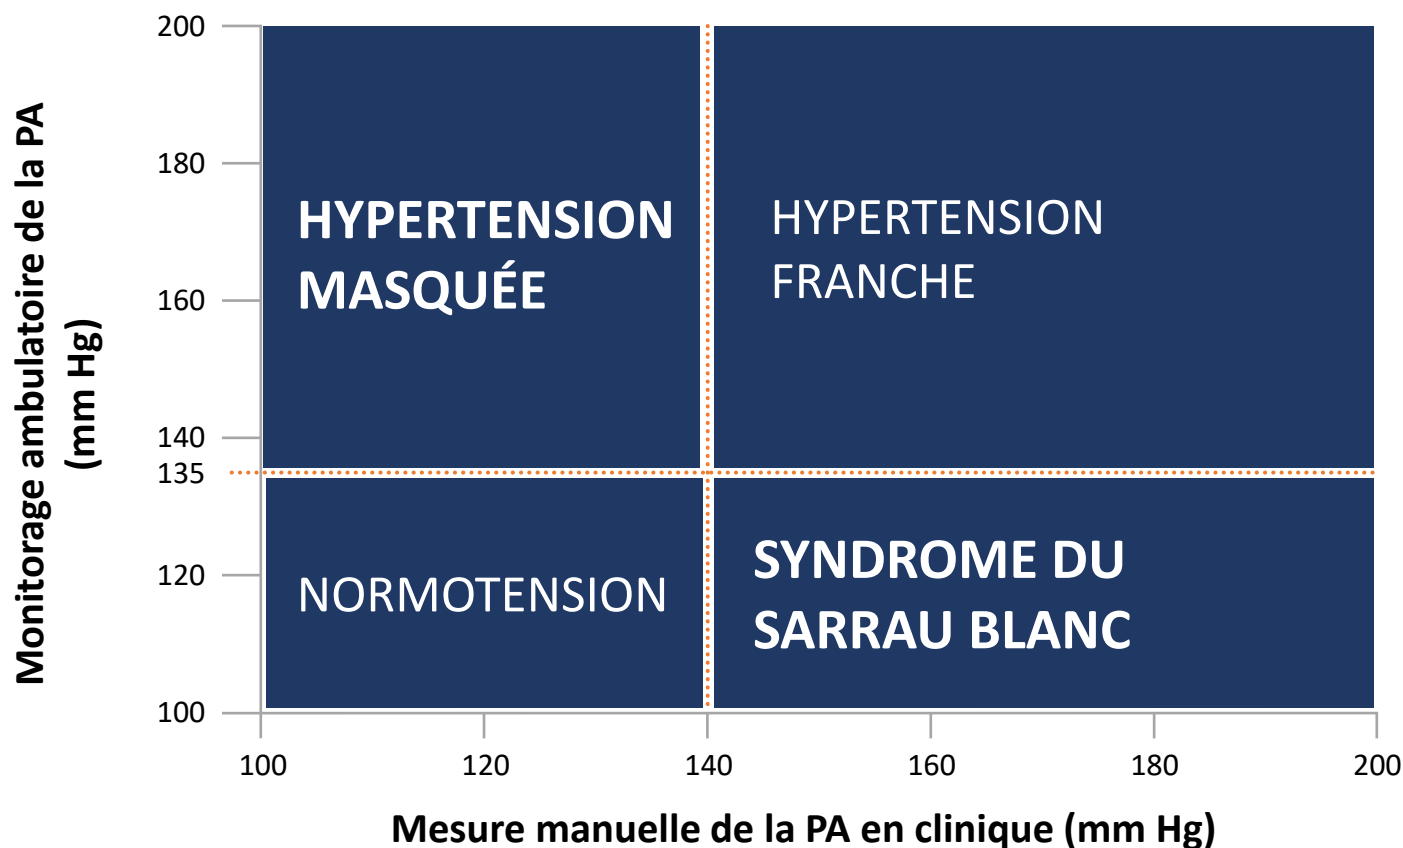 Monitorage ambulatoire de la PA
(mm Hg)
200
180
160
140
135
120
100
HYPERTENSION
MASQUÉE
HYPERTENSION
FRANCHE
NORMOTENSION
SYNDROME DU
SARRAU BLANC
100 120 140 160 180 200
Mesure manuelle de la PA en clinique (mm Hg)